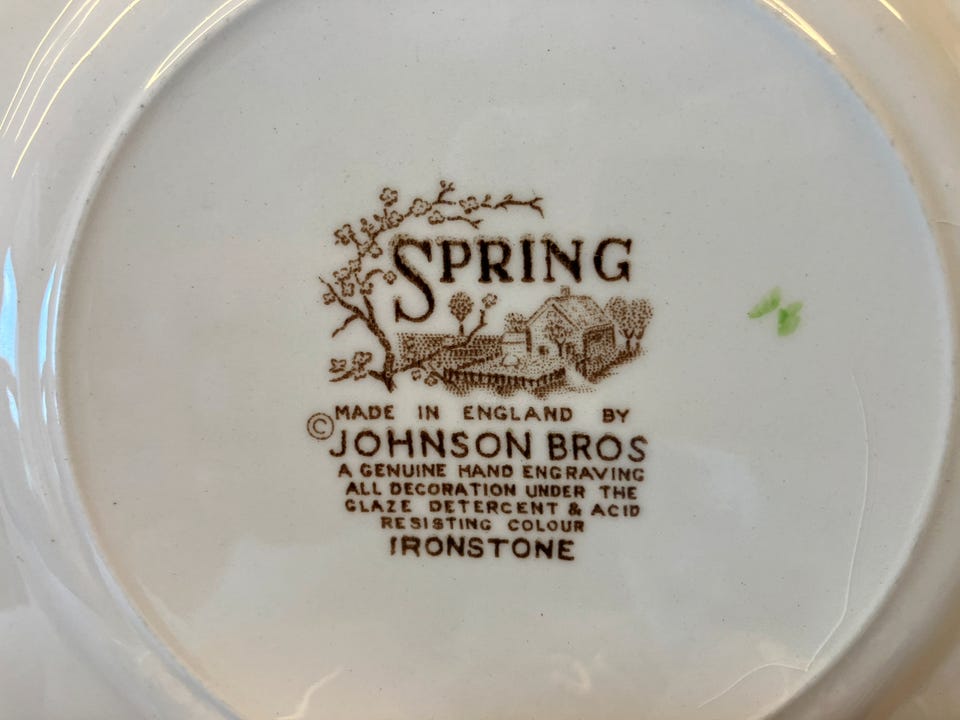 SPRING
MADE IN ENGLAND BY
© JOHNSON BROS
A GENUINE HAND ENGRAVING
ALL DECORATION UNDER THE
GLAZE DETERGENT & ACID
RESISTING COLOUR
IRONSTONE